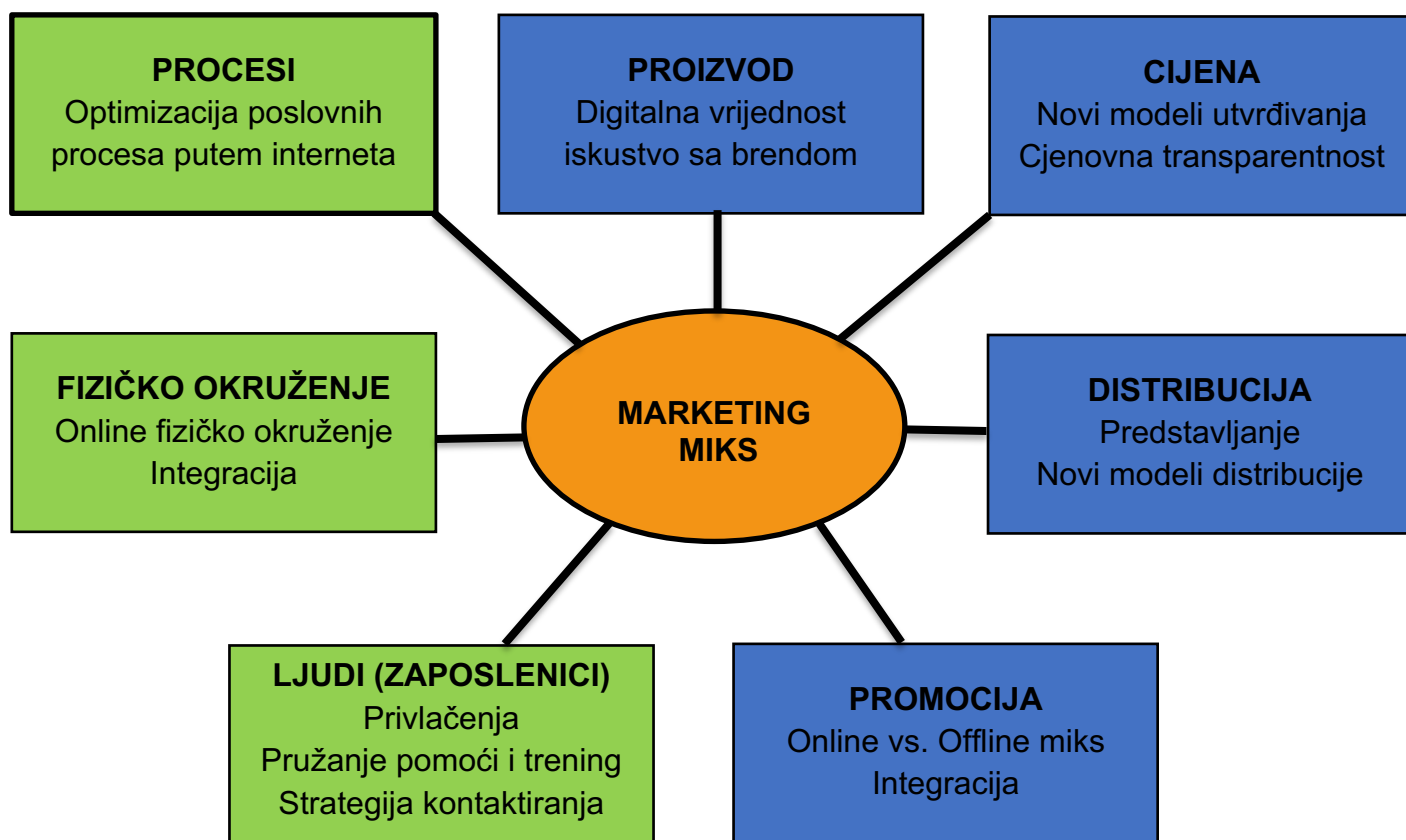 PROCESI
Optimizacija poslovnih
procesa putem interneta
PROIZVOD
Digitalna vrijednost
iskustvo sa brendom
CIJENA
Novi modeli utvrđivanja
Cjenovna transparentnost
FIZIČKO OKRUŽENJE
Online fizičko okruženje
Integracija
MARKETING
MIKS
DISTRIBUCIJA
Predstavljanje
Novi modeli distribucije
LJUDI (ZAPOSLENICI)
Privlačenja
Pružanje pomoći i trening
Strategija kontaktiranja
PROMOCIJA
Online vs. Offline miks
Integracija